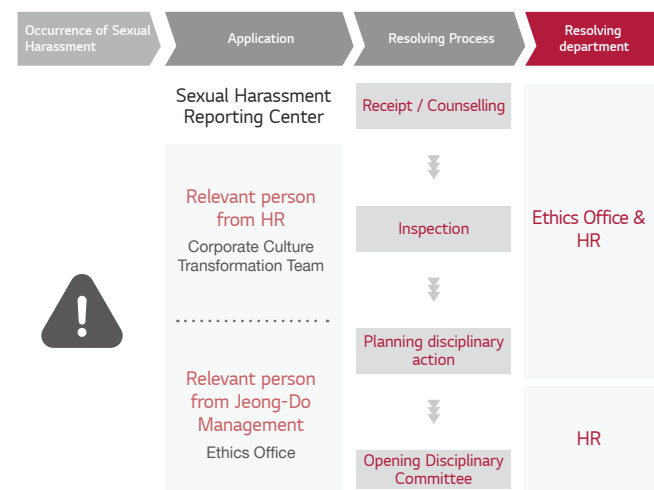 Occurrence of Sexual
Harassment
Application
Resolving Process
Resolving
department
Sexual Harassment
Reporting Center
Relevant person
from HR
Corporate Culture
Transformation Team
Relevant person
from Jeong-Do
Management
Ethics Office
Receipt / Counselling
Inspection
Planning disciplinary
action
Opening Disciplinary
Committee
Ethics Office &
HR
HR